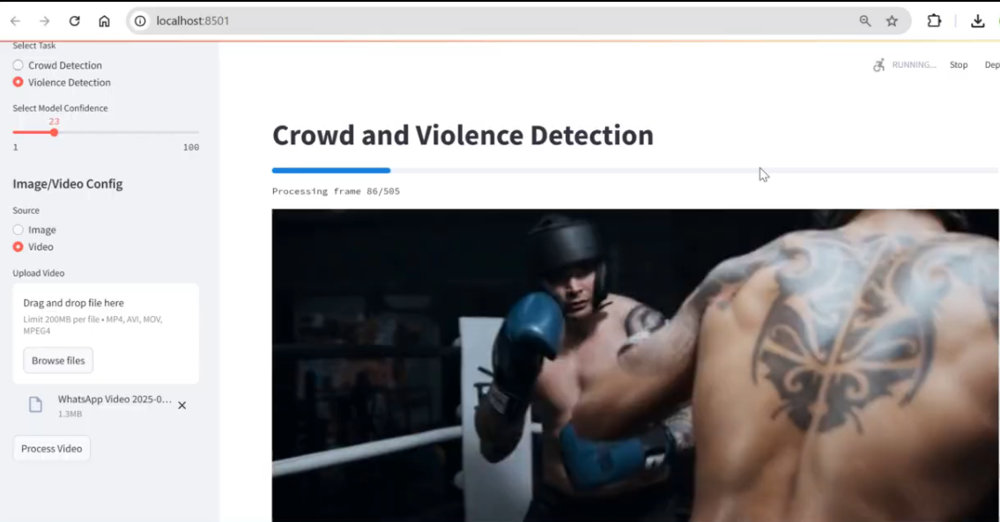 localhost:8501
Select Task
Crowd Detection
Violence Detection
Select Model Confidence
23
1
100
Image/Video Config
Source
Image
Video
Upload Video
Drag and drop file here
Limit 200MB per file • MP4, AVI, MOV,
MPEG4
Browse files
WhatsApp Video 2025-0...
1.3MB
Process Video
RUNNING...
Stop
Dep
Crowd and Violence Detection
Processing frame 86/505